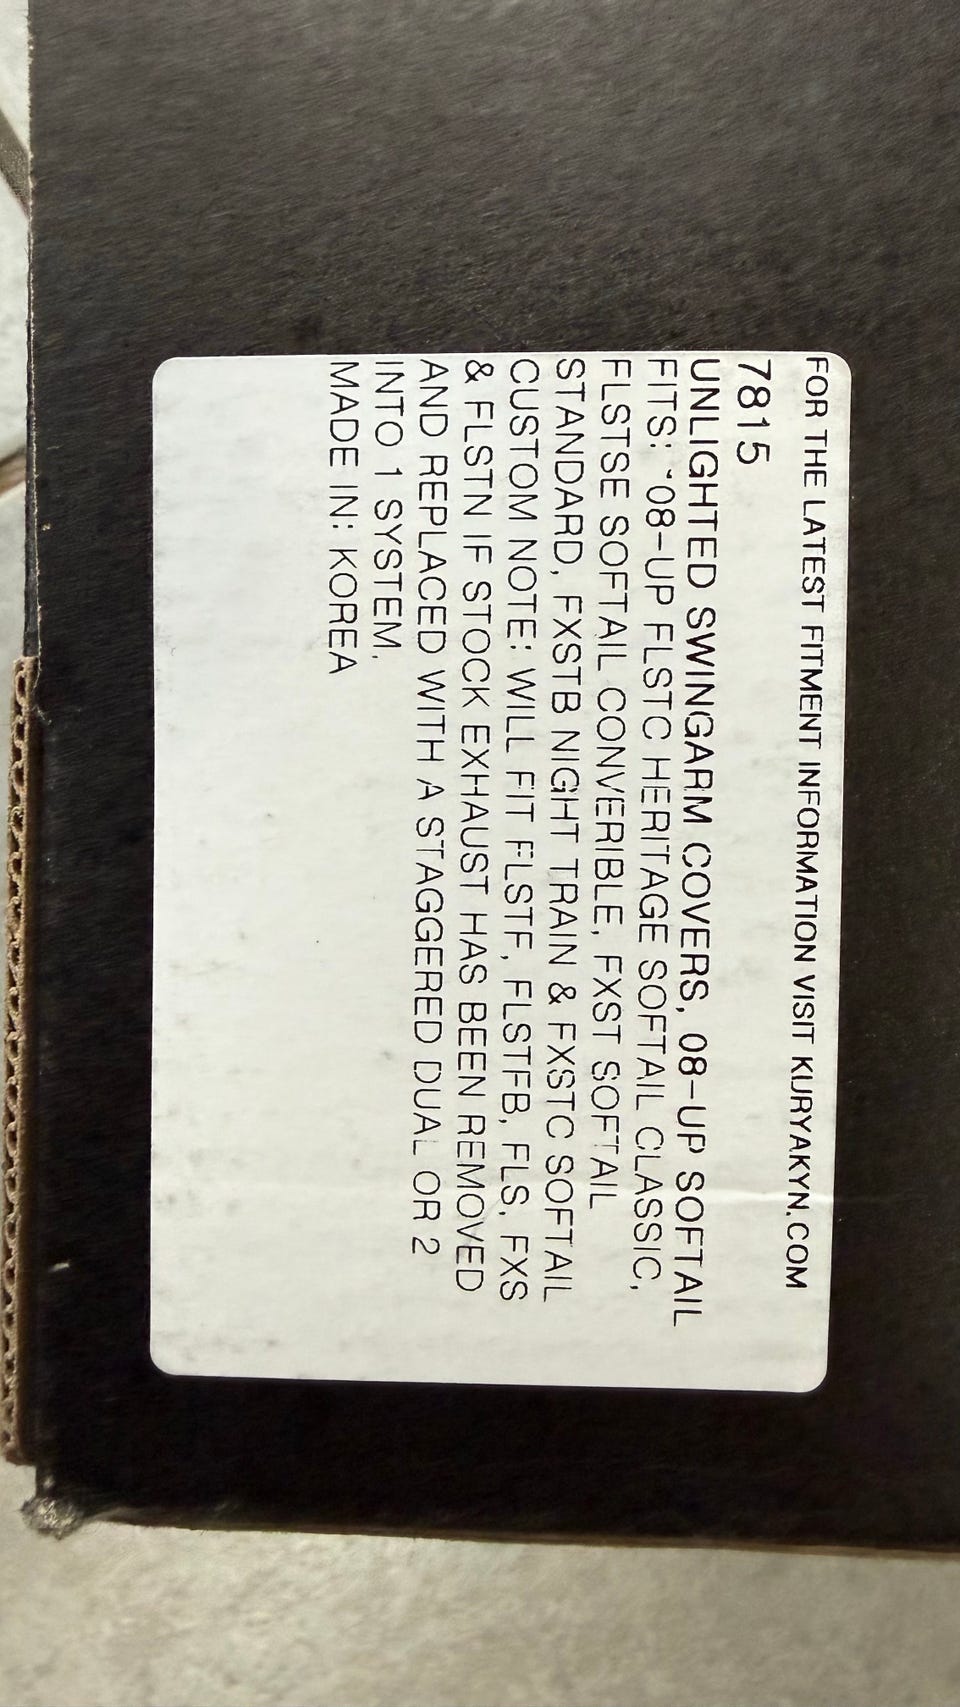 FOR THE LATEST FITMENT INFORMATION VISIT KURYAKYN.COM
7815
UNLIGHTED SWINGARM COVERS, 08-UP SOFTAIL
FITS: `08-UP FLSTC HERITAGE SOFTAIL CLASSIC,
FLSTSE SOFTAIL CONVERIBLE, FXST SOFTAIL
STANDARD, FXSTB NIGHT TRAIN & FXSTC SOFTAIL
CUSTOM NOTE: WILL FIT FLSTF, FLSTFB, FLS, FXS
& FLSTN IF STOCK EXHAUST HAS BEEN REMOVED
AND REPLACED WITH A STAGGERED DUAL OR 2
INTO 1 SYSTEM.
MADE IN: KOREA